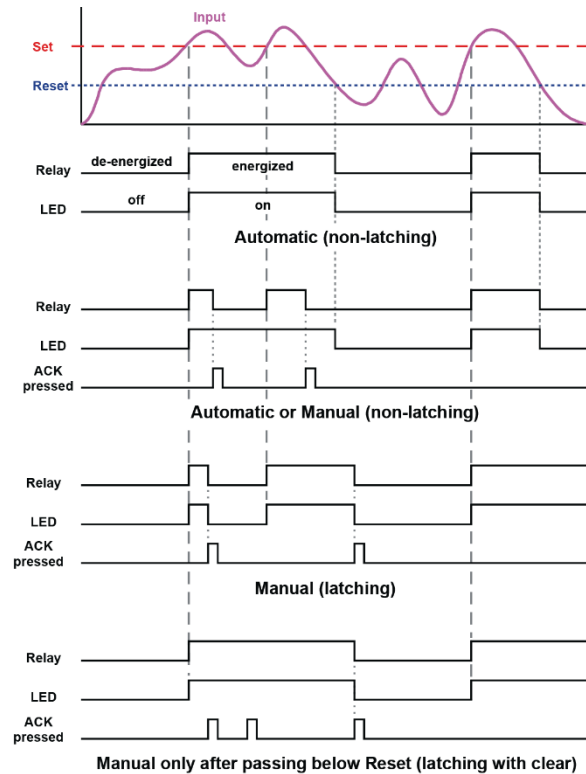 Input
Set
Reset
de-energized
energized
Relay
off
on
LED
Automatic (non-latching)
Relay
LED
ACK
pressed
Automatic or Manual (non-latching)
Relay
LED
ACK
pressed
Manual (latching)
Relay
LED
ACK
pressed
Manual only after passing below Reset (latching with clear)